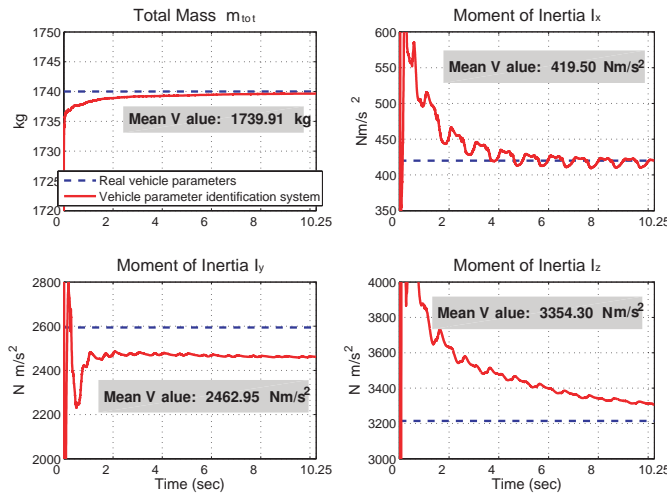 Total Mass m tot
1750
1740
1730
1720
kg
Mean V alue: 1739.91 kg
Real vehicle parameters
Vehicle parameter identification system
0 2 4 6 8 10.25
Moment of Inertia Ix
600
550
500
450
400
350
Nm/s 2
Mean V alue: 419.50 Nm/s2
0 2 4 6 8 10.25
Moment of Inertia Iy
2800
2600
2400
2200
2000
N m/s2
Mean V alue: 2462.95 Nm/s2
0 2 4 6 8 10.25
Time (sec)
Moment of Inertia Iz
4000
3800
3600
3400
3200
3000
N m/s2
Mean V alue: 3354.30 Nm/s2
0 2 4 6 8 10.25
Time (sec)